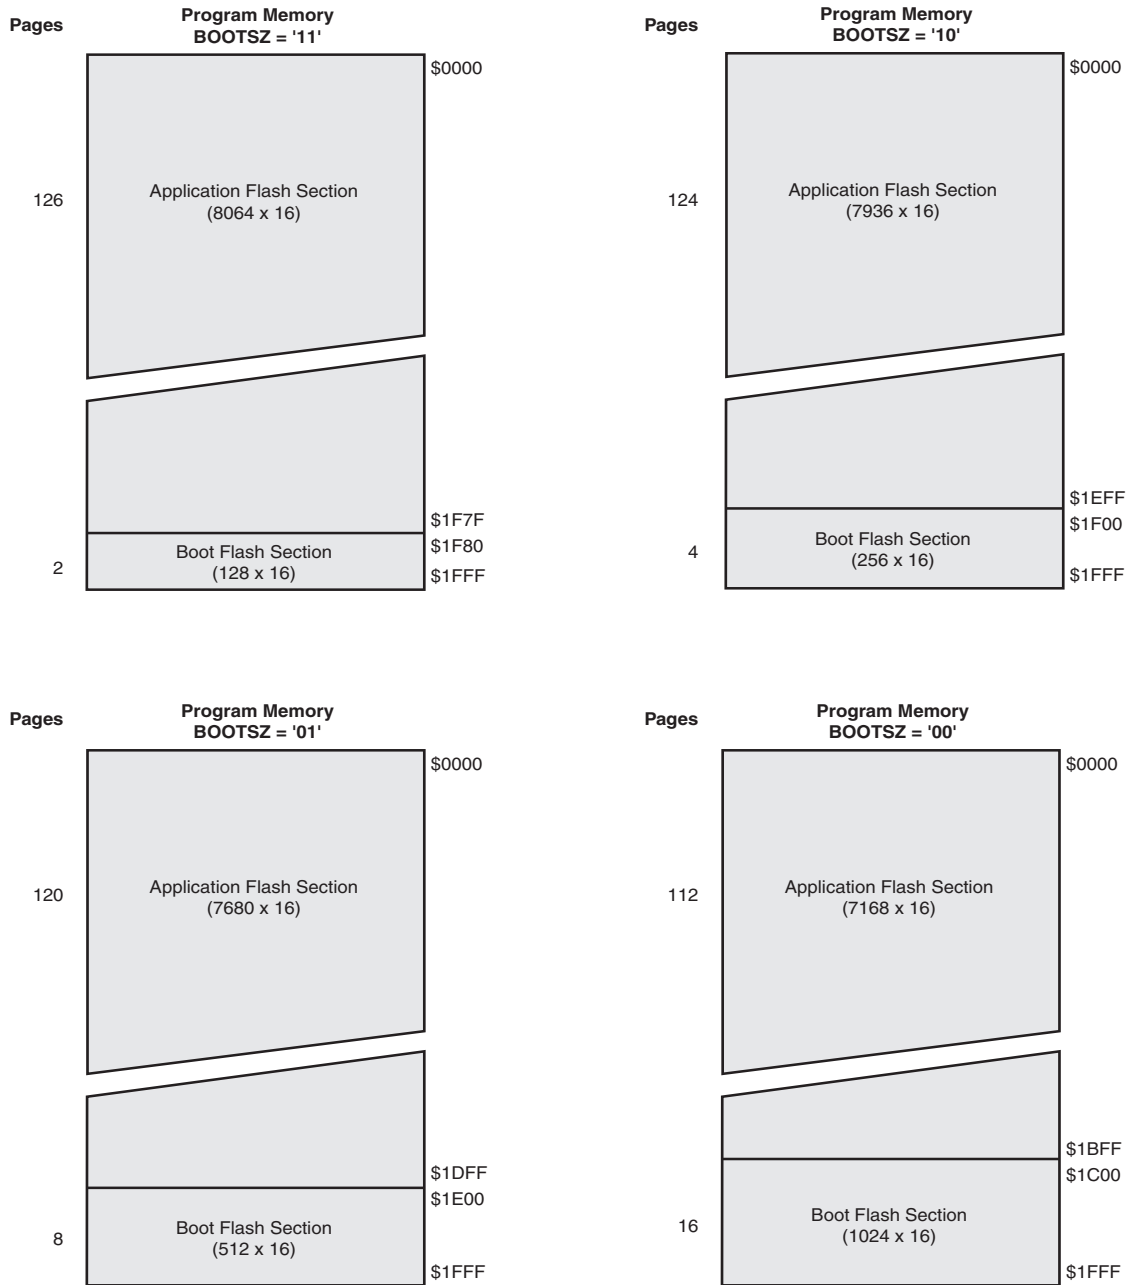 Pages
Program Memory
BOOTSZ = '11'
$0000
126
Application Flash Section
(8064 x 16)
$1F7F
$1F80
Boot Flash Section
(128 x 16)
2
$1FFF
Pages
Program Memory
BOOTSZ = '10'
$0000
124
Application Flash Section
(7936 x 16)
$1EFF
$1F00
Boot Flash Section
(256 x 16)
4
$1FFF
Pages
Program Memory
BOOTSZ = '01'
$0000
120
Application Flash Section
(7680 x 16)
$1DFF
$1E00
Boot Flash Section
(512 x 16)
8
$1FFF
Pages
Program Memory
BOOTSZ = '00'
$0000
112
Application Flash Section
(7168 x 16)
$1BFF
$1C00
Boot Flash Section
(1024 x 16)
16
$1FFF